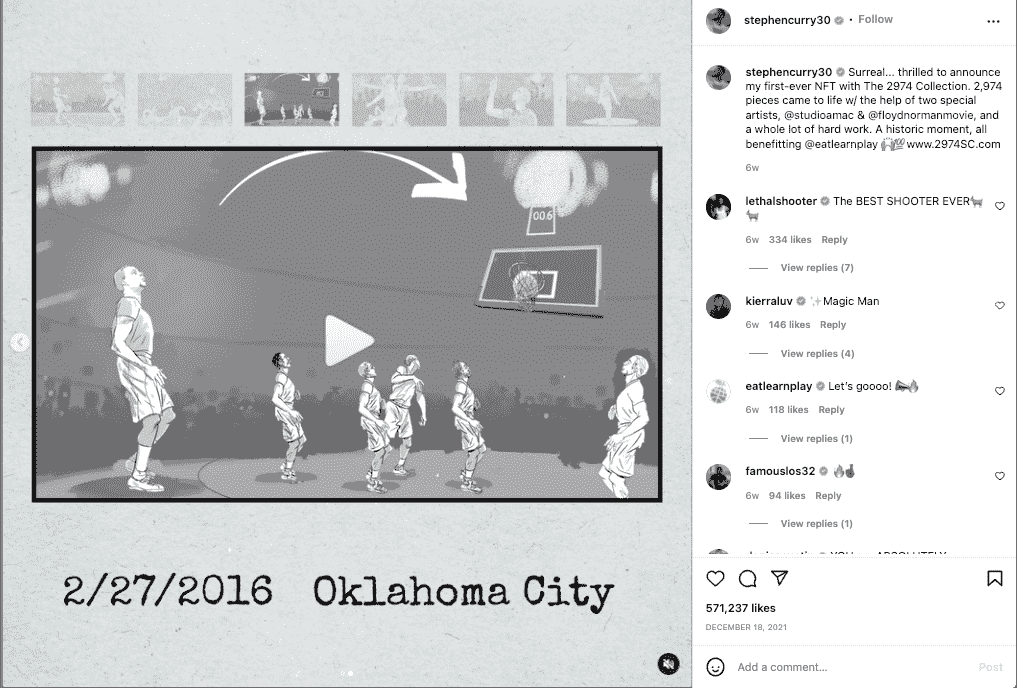 stephencurry30 • Follow
stephencurry30 Surreal... thrilled to announce
my first-ever NFT with The 2974 Collection. 2,974
pieces came to life w/ the help of two special
artists, @studioamac & @floydnormanmovie, and
a whole lot of hard work. A historic moment, all
benefitting @eatlearnplay 🙌💯 www.2974SC.com
6w
lethalshooter The BEST SHOOTER EVER🐐
🐐
6w 334 likes Reply
View replies (7)
kierraluv ✨Magic Man
6w 146 likes Reply
View replies (4)
eatlearnplay Let's goooo!
6w 118 likes Reply
View replies (1)
famouslos32
6w 94 likes Reply
View replies (1)
006
2/27/2016 Oklahoma City
571,237 likes
DECEMBER 18, 2021
Add a comment... Post